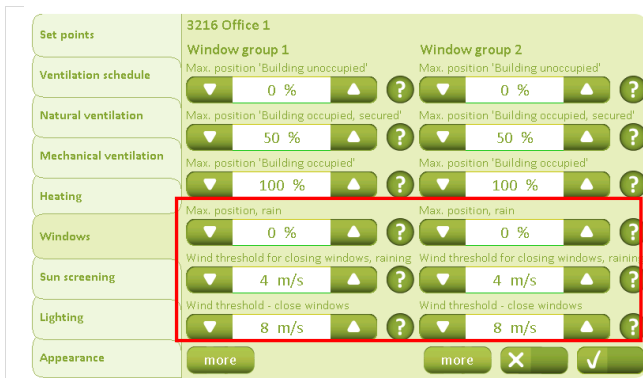 Set points
Ventilation schedule
Natural ventilation
Mechanical ventilation
Heating
Windows
Sun screening
Lighting
Appearance
3216 Office 1
Window group 1
Max. position 'Building unoccupied'
0 %
?
Max. position 'Building occupied, secured'
50 %
?
Max. position 'Building occupied'
100 %
?
Max. position, rain
0 %
?
Wind threshold for closing windows, raining
4 m/s
?
Wind threshold - close windows
8 m/s
?
more
Window group 2
Max. position 'Building unoccupied'
0 %
?
Max. position 'Building occupied, secured'
50 %
?
Max. position 'Building occupied'
100 %
?
Max. position, rain
0 %
?
Wind threshold for closing windows, rainin
4 m/s
?
Wind threshold - close windows
8 m/s
?
more